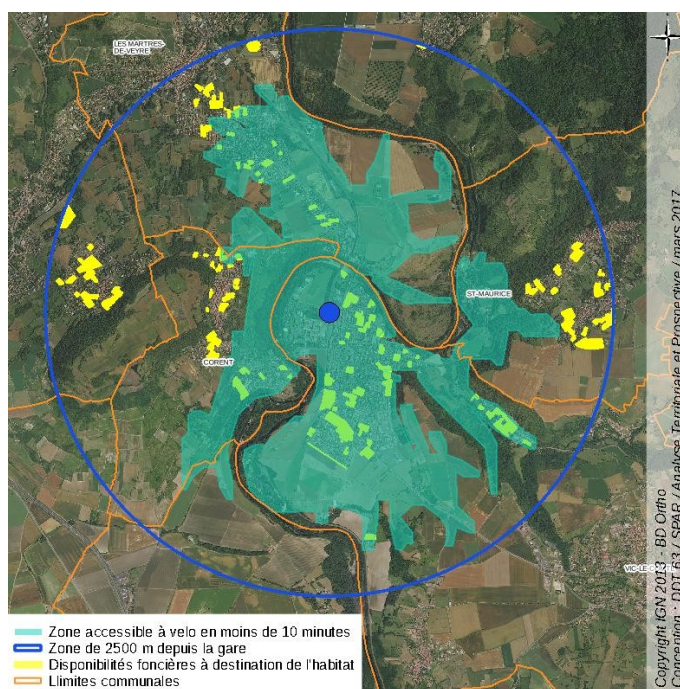 LES MARTRES-
DE-VEYRE
ST-MAURICE
CORENT
Zone accessible à velo en moins de 10 minutes
Zone de 2500 m depuis la gare
Disponibilités foncières à destination de l'habitat
Llimites communales
Copyright IGN 2013 - BD Ortho
Conception : DDT 63 / SPAR / Analyse Territoriale et Prospective / mars 2017